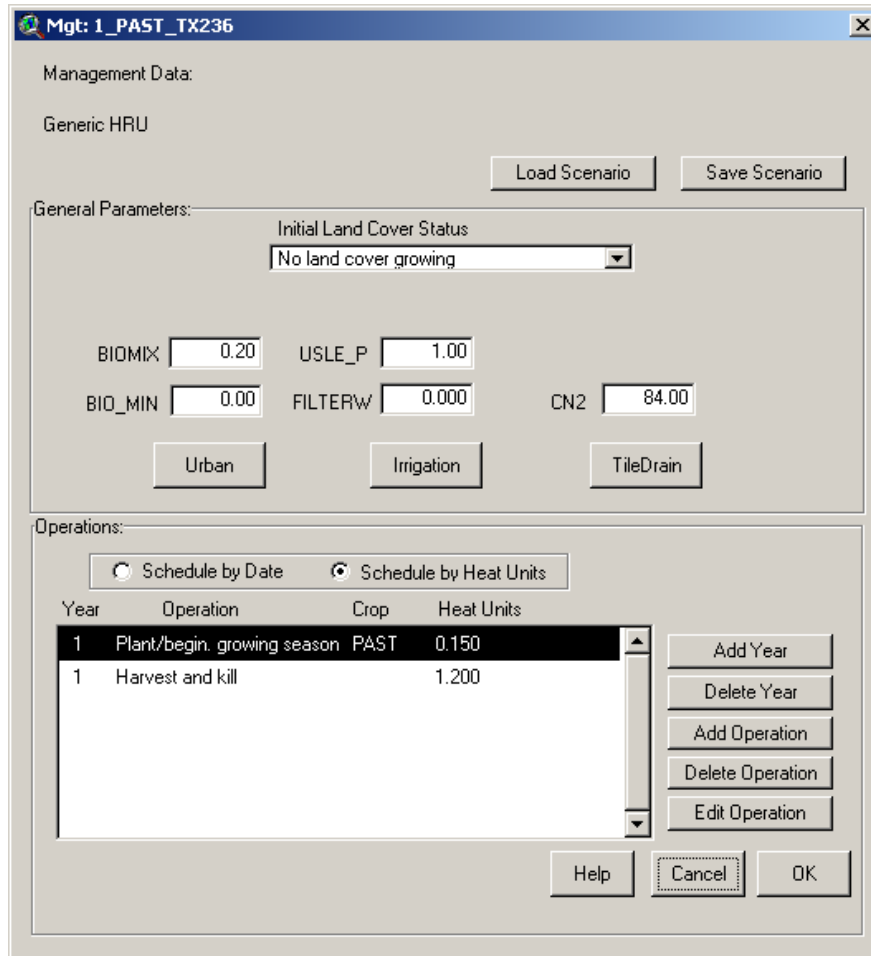 Mgt: 1_PAST_TX236
Management Data:
Generic HRU
Load Scenario Save Scenario
General Parameters:
Initial Land Cover Status
No land cover growing
BIOMIX 0.20 USLE_P 1.00
BIO_MIN 0.00 FILTERW 0.000 CN2 84.00
Urban Irrigation TileDrain
Operations:
Schedule by Date Schedule by Heat Units
Year Operation Crop Heat Units
1 Plant/begin. growing season PAST 0.150
1 Harvest and kill 1.200
Add Year
Delete Year
Add Operation
Delete Operation
Edit Operation
Help Cancel OK